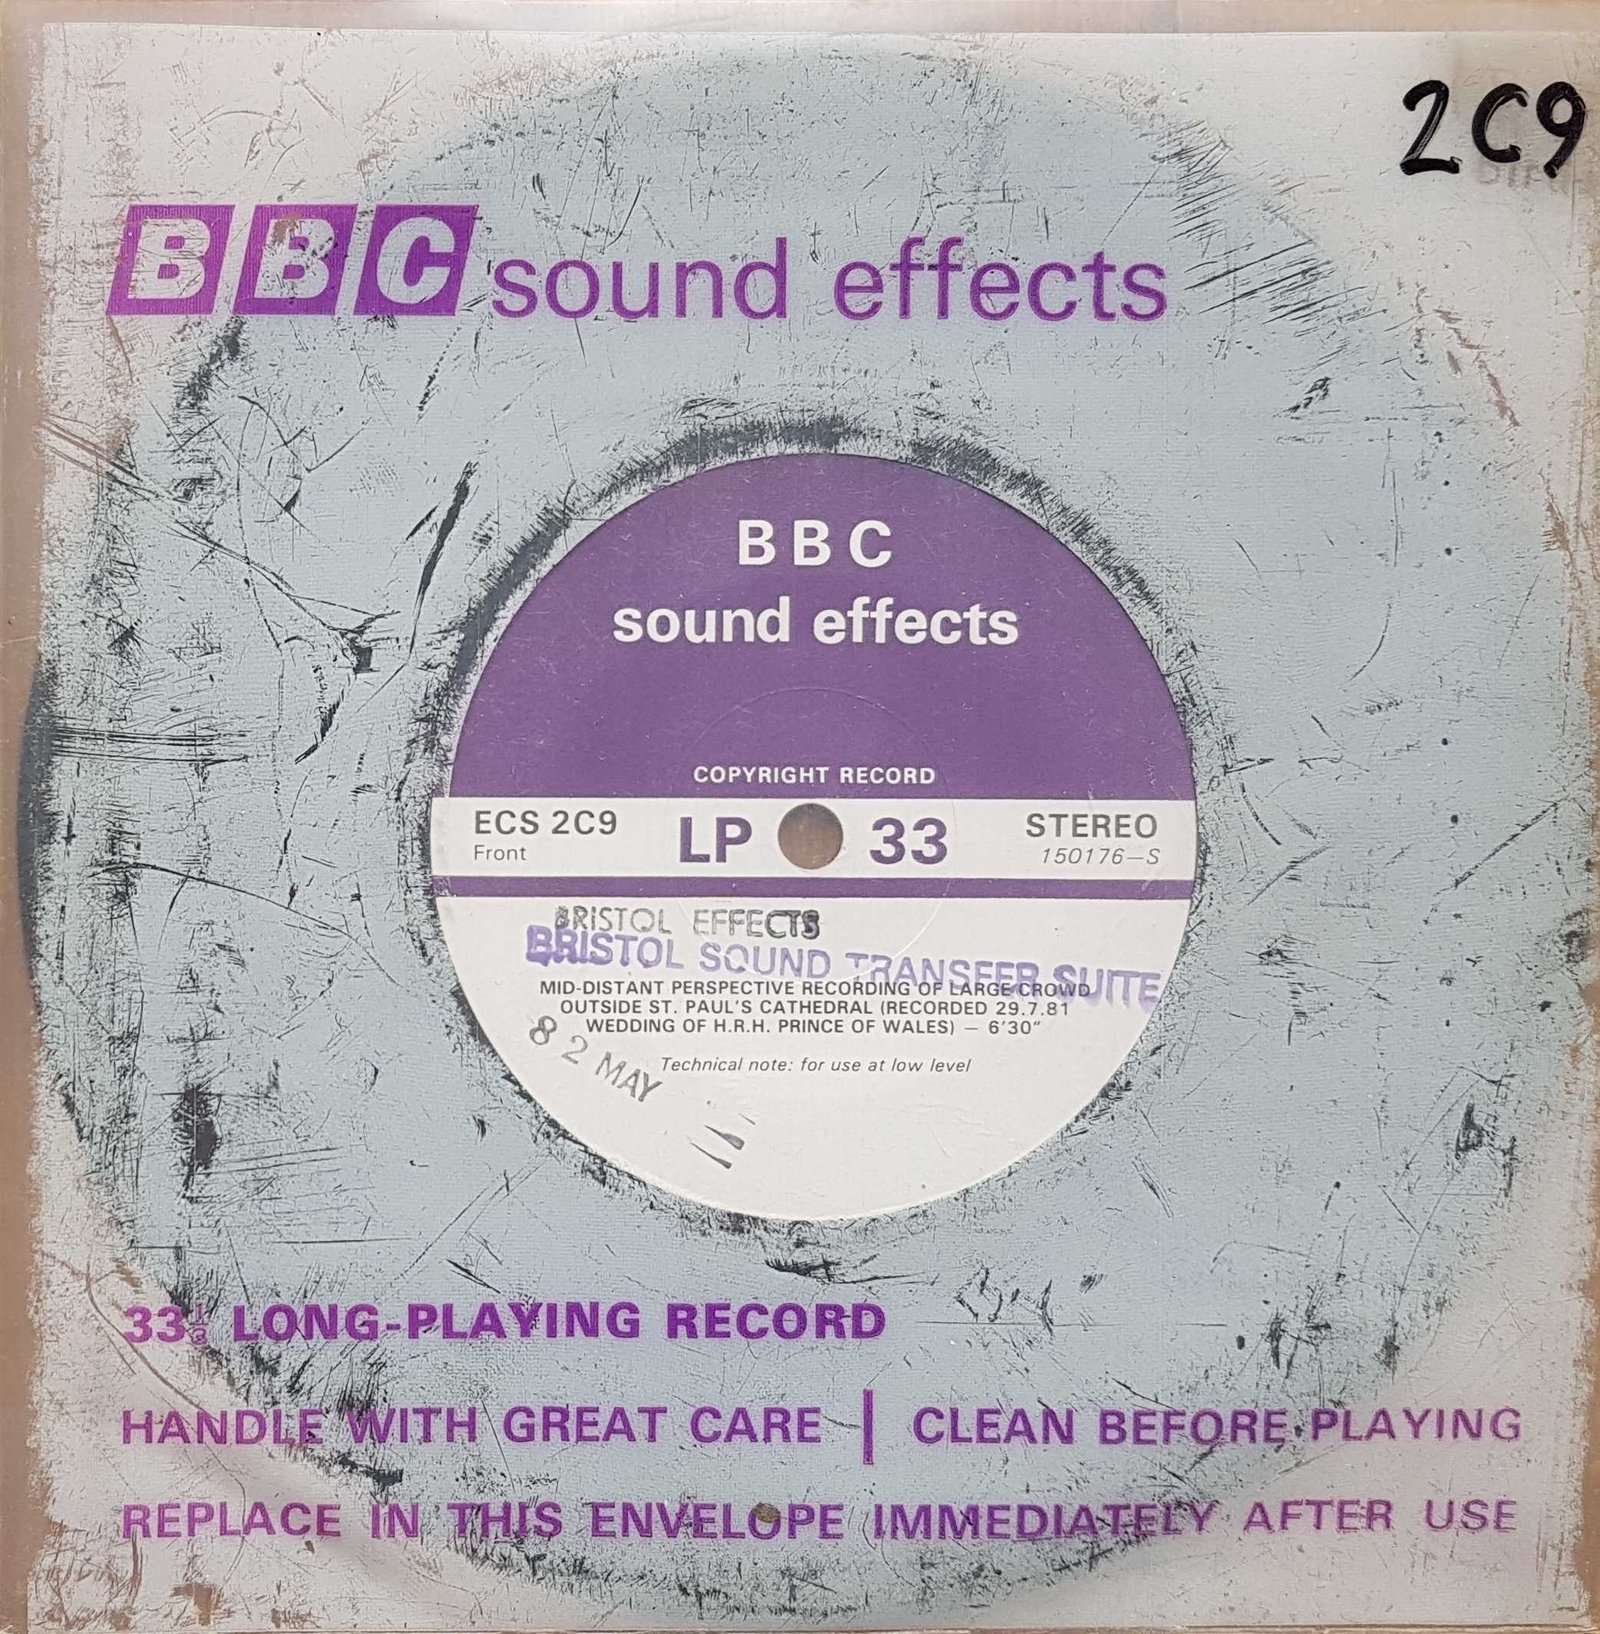 2C9
BBC sound effects
BBC
sound effects
COPYRIGHT RECORD
ECS 2C9 LP 33 STEREO
Front 150176-S
BRISTOL EFFECTS
BRISTOL SOUND TRANSFER SUITE
MID-DISTANT PERSPECTIVE RECORDING OF LARGE CROWD
OUTSIDE ST. PAUL'S CATHEDRAL (RECORDED 29.7.81
WEDDING OF H.R.H. PRINCE OF WALES) — 6'30"
82 MAY
Technical note: for use at low level
33⅓ LONG-PLAYING RECORD
HANDLE WITH GREAT CARE | CLEAN BEFORE PLAYING
REPLACE IN THIS ENVELOPE IMMEDIATELY AFTER USE